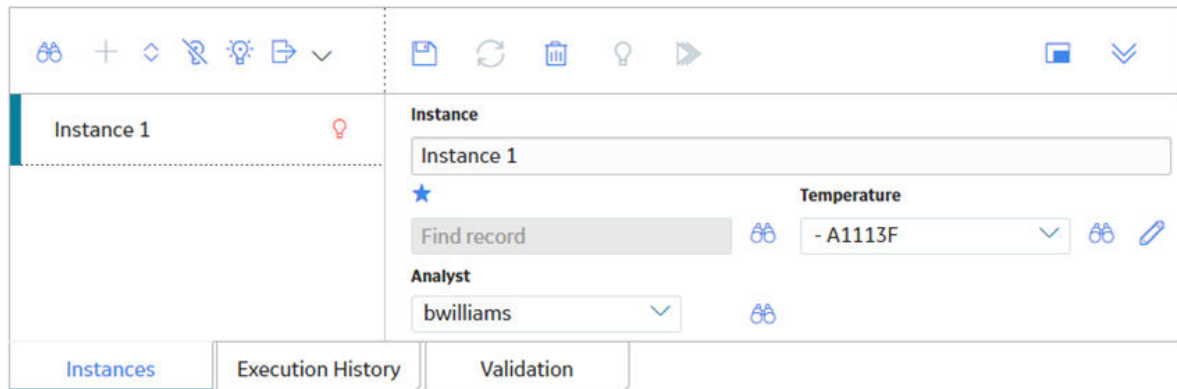 Instance 1
Instance
Instance 1
Temperature
Find record
- A1113F
Analyst
bwilliams
Instances
Execution History
Validation